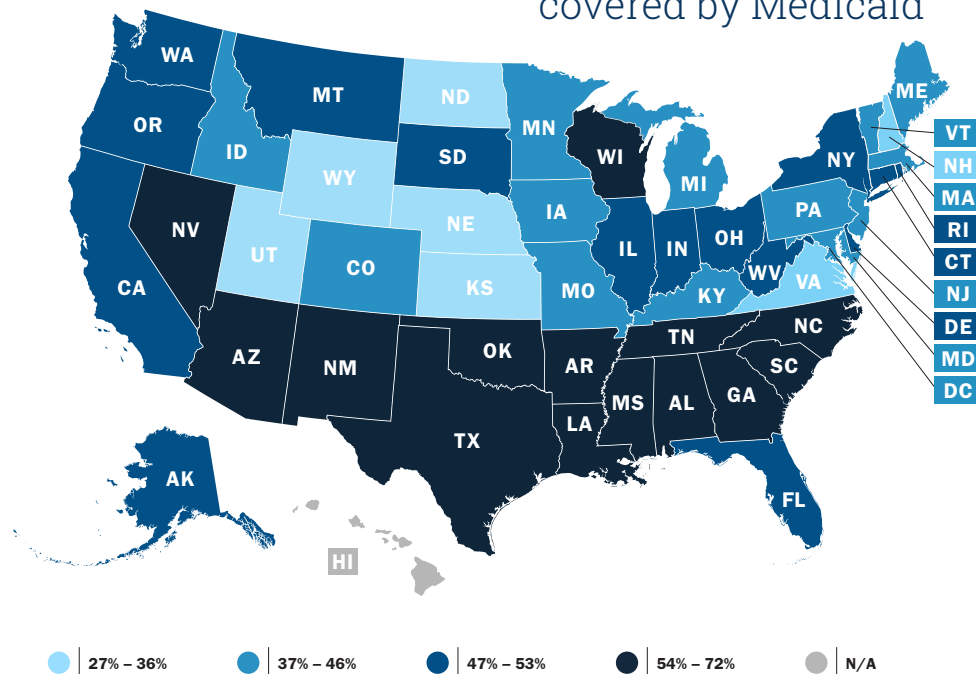 covered by Medicaid
WA
MT
ND
MN
ME
OR
ID
SD
WI
NY
VT
NH
MI
WY
MA
IA
PA
RI
NE
NV
IL
IN
OH
CT
UT
CO
WV
CA
KS
MO
KY
VA
NJ
DE
NC
TN
MD
AZ
NM
OK
AR
SC
DC
MS
AL
GA
LA
TX
AK
FL
HI
27% – 36%
37% – 46%
47% – 53%
54% – 72%
N/A